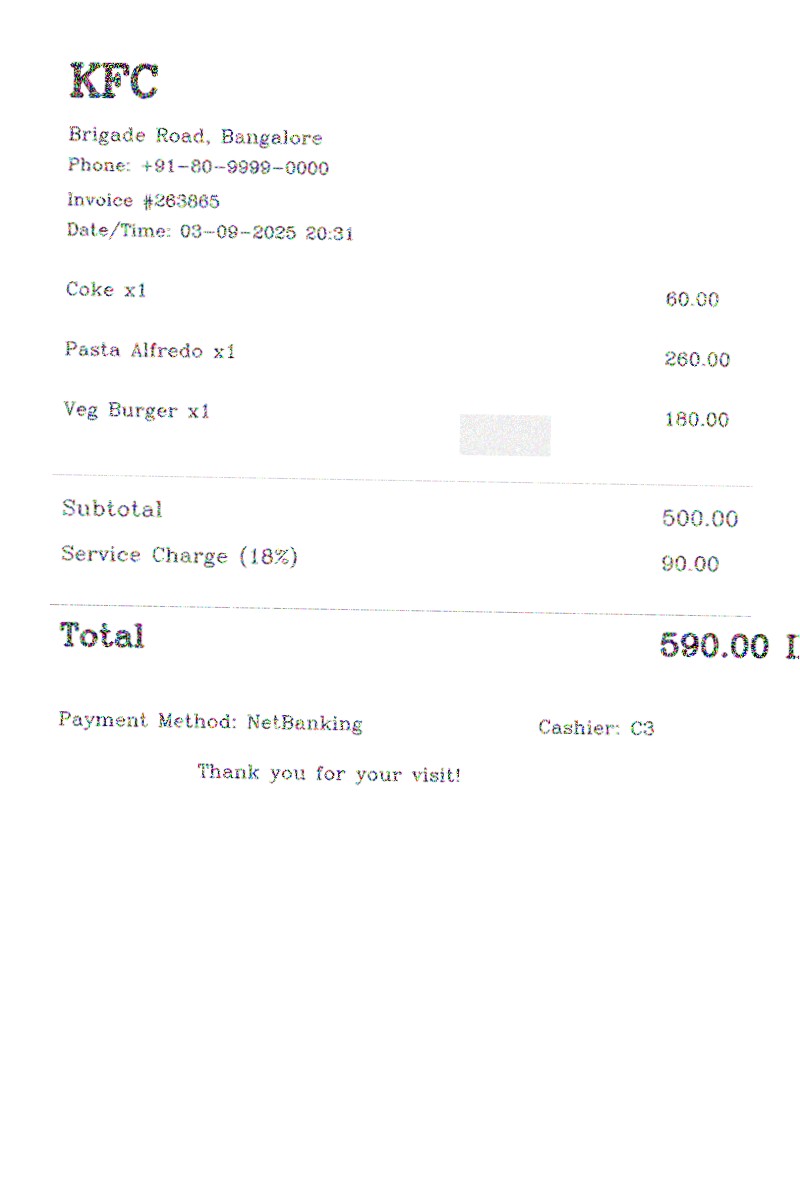 KFC
Brigade Road, Bangalore
Phone: +91-80-9999-0000
Invoice #263865
Date/Time: 03-09-2025 20:31
Coke x1 60.00
Pasta Alfredo x1 260.00
Veg Burger x1 180.00
Subtotal 500.00
Service Charge (18%) 90.00
Total 590.00
Payment Method: NetBanking Cashier: C3
Thank you for your visit!